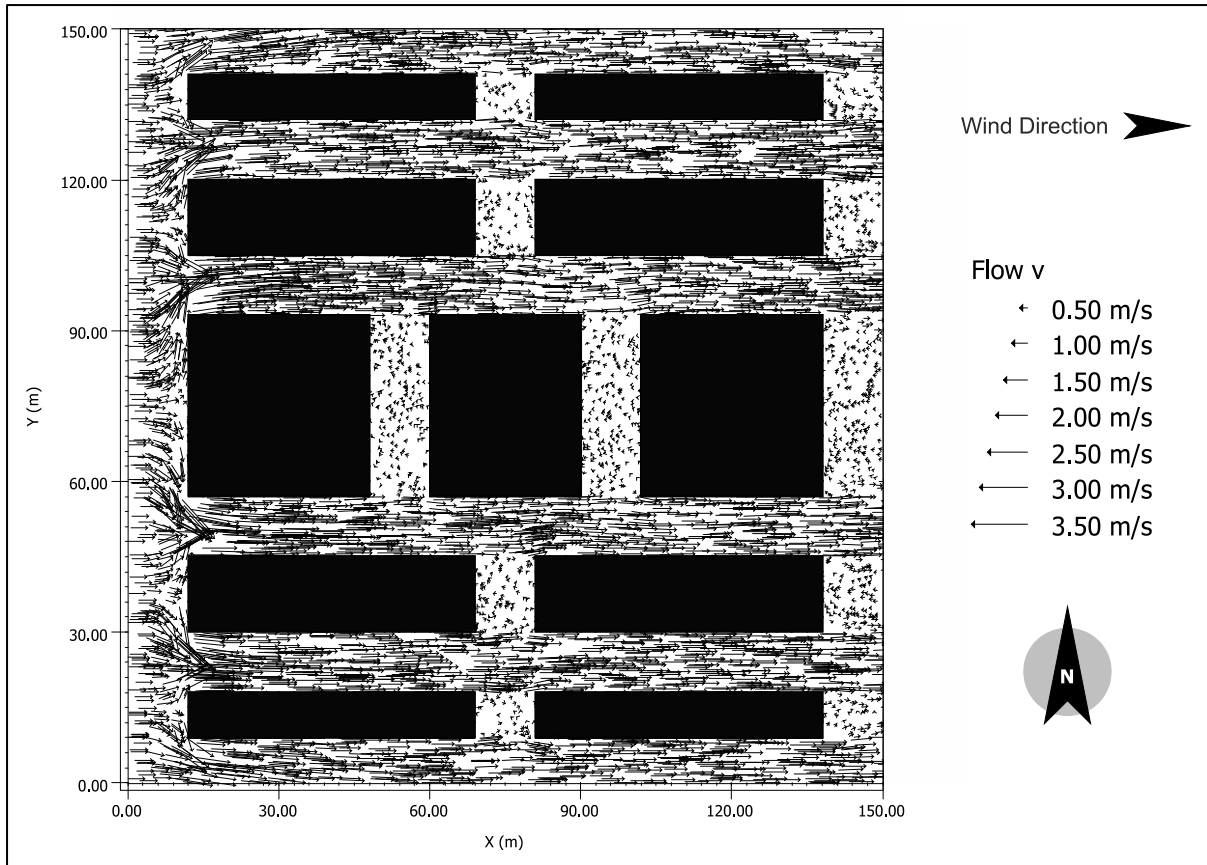 150.00
120.00
90.00
60.00
30.00
0.00
Y (m)
0.00 30.00 60.00 90.00 120.00 150.00
X (m)
Wind Direction
Flow v
0.50 m/s
1.00 m/s
1.50 m/s
2.00 m/s
2.50 m/s
3.00 m/s
3.50 m/s
N